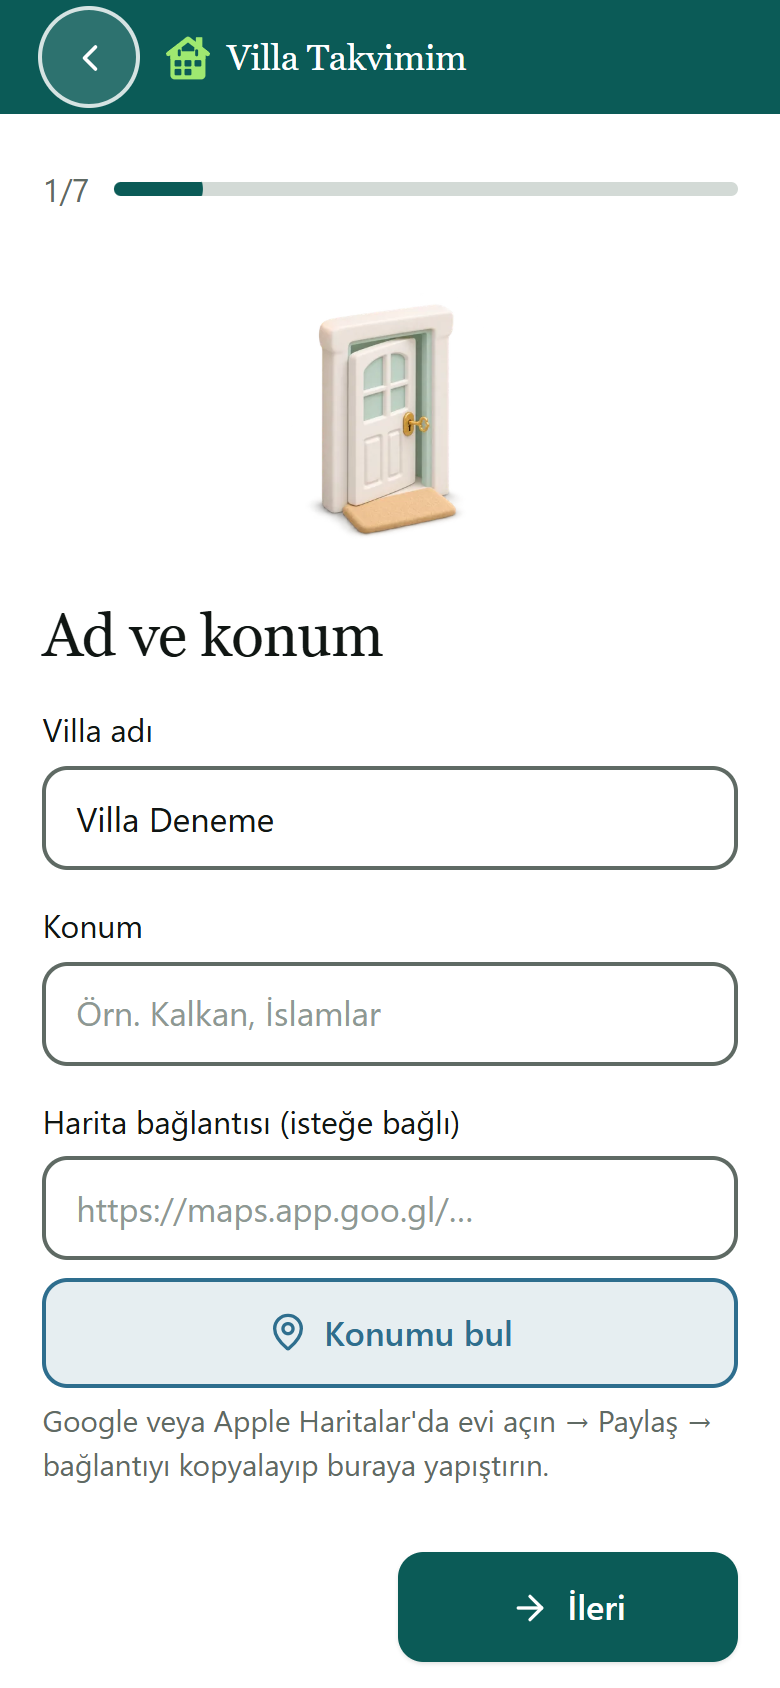 Villa Takvimim
1/7
Ad ve konum
Villa adı
Villa Deneme
Konum
Örn. Kalkan, İslamlar
Harita bağlantısı (isteğe bağlı)
https://maps.app.goo.gl/...
Konumu bul
Google veya Apple Haritalar'da evi açın → Paylaş →
bağlantıyı kopyalayıp buraya yapıştırın.
→ İleri